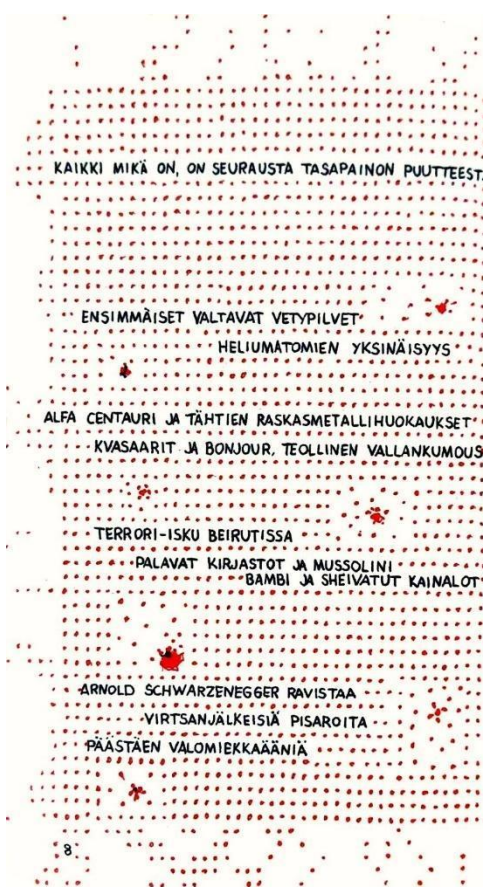 KAIKKI MIKÄ ON, ON SEURAUSTA TASAPAINON PUUTTEEST
ENSIMMÄISET VALTAVAT VETYPILVET
HELIUMATOMIEN YKSINÄISYYS
ALFA CENTAURI JA TÄHTIEN RASKASMETALLIHUOKAUKSET
KVASAARIT JA BONJOUR, TEOLLINEN VALLANKUMOUS
TERRORI-ISKU BEIRUTISSA
PALAVAT KIRJASTOT JA MUSSOLINI
BAMBI JA SHEIVATUT KAINALOT
ARNOLD SCHWARZENEGGER RAVISTAA
VIRTSANJÄLKEISIÄ PISAROITA
PÄÄSTÄEN VALOMIEKKAÄÄNIÄ
8